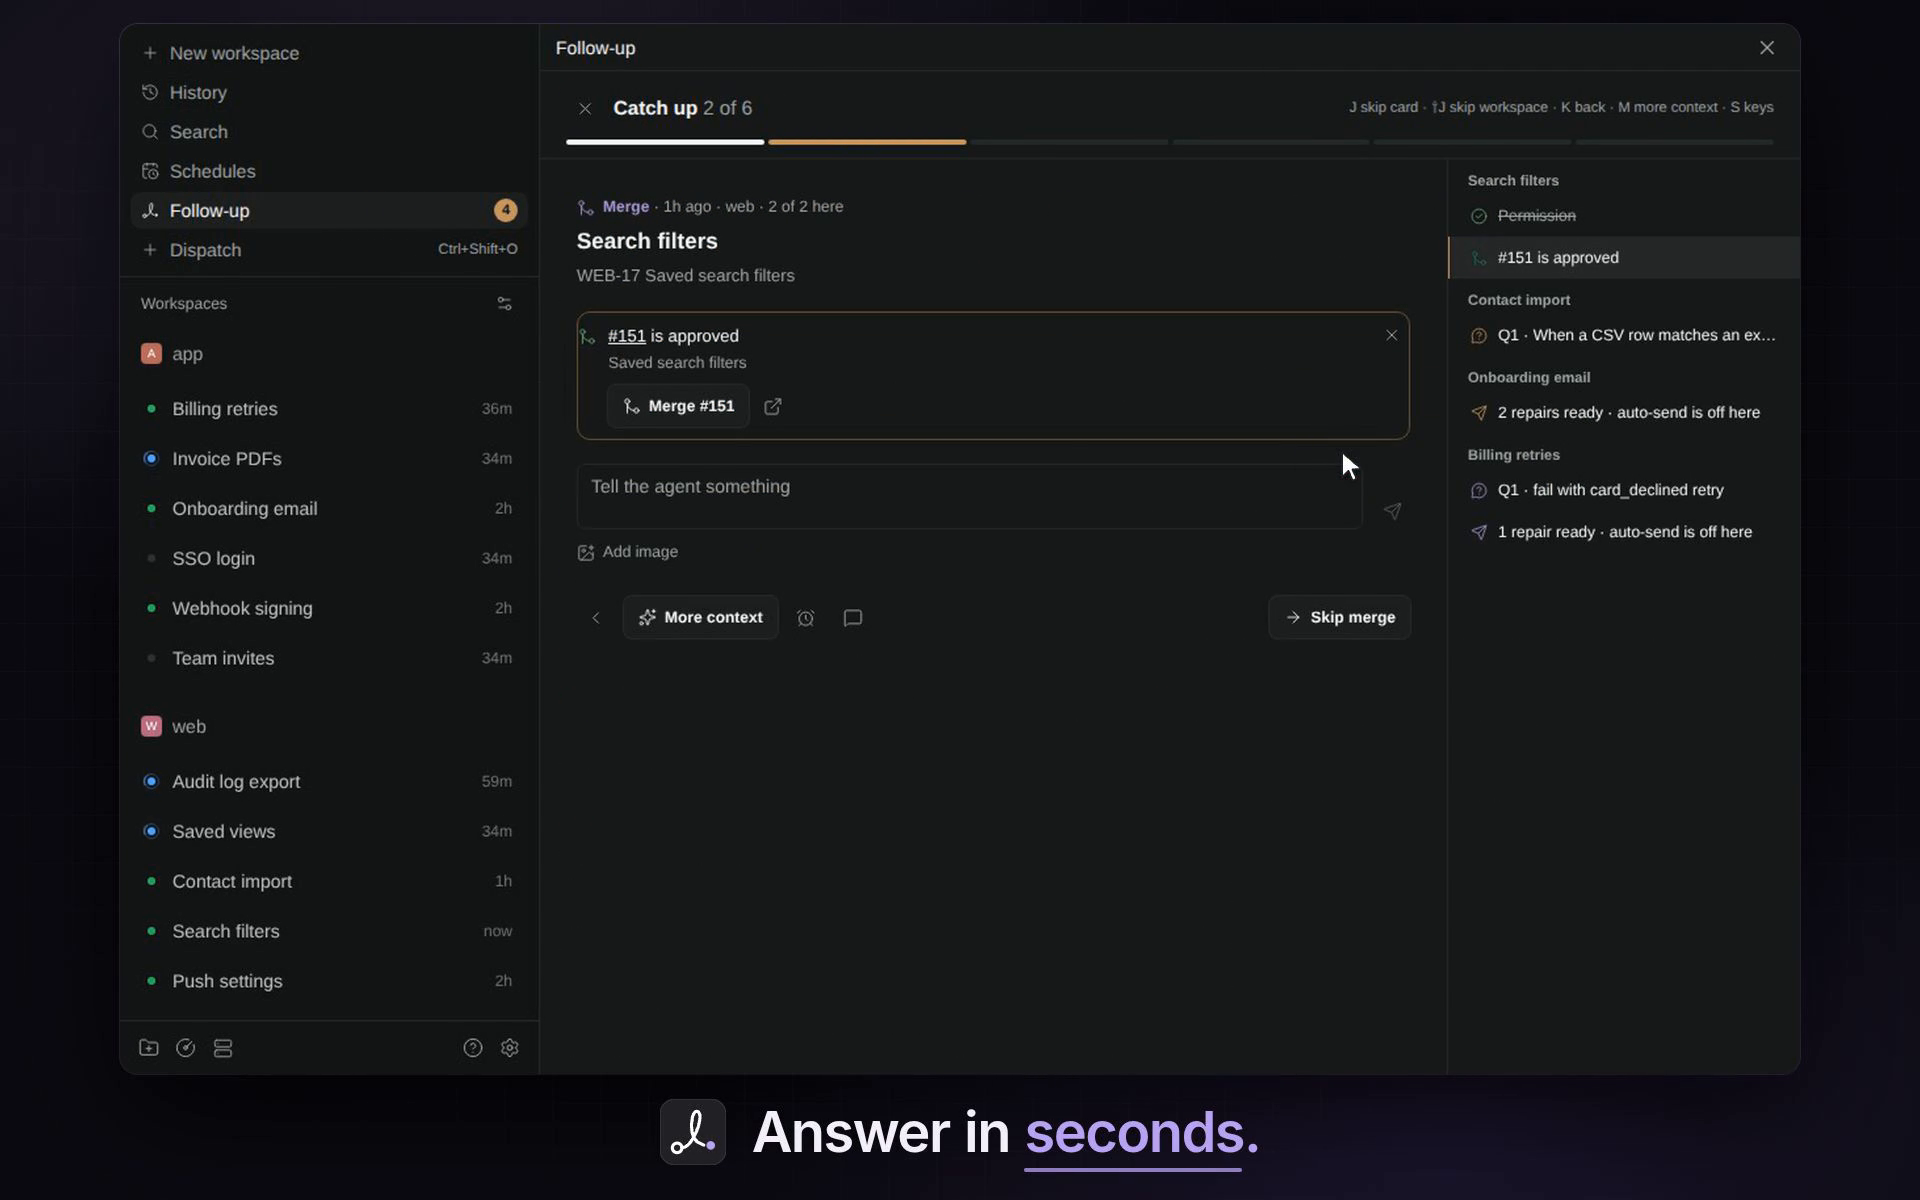 New workspace
History
Search
Schedules
Follow-up 4
Dispatch Ctrl+Shift+O
Workspaces
A app
Billing retries 36m
Invoice PDFs 34m
Onboarding email 2h
SSO login 34m
Webhook signing 2h
Team invites 34m
W web
Audit log export 59m
Saved views 34m
Contact import 1h
Search filters now
Push settings 2h
Follow-up
Catch up 2 of 6
J skip card · ⇧J skip workspace · K back · M more context · S keys
Merge · 1h ago · web · 2 of 2 here
Search filters
WEB-17 Saved search filters
#151 is approved
Saved search filters
Merge #151
Tell the agent something
Add image
More context
Skip merge
Search filters
Permission
#151 is approved
Contact import
Q1 · When a CSV row matches an ex...
Onboarding email
2 repairs ready · auto-send is off here
Billing retries
Q1 · fail with card_declined retry
1 repair ready · auto-send is off here
Answer in seconds.